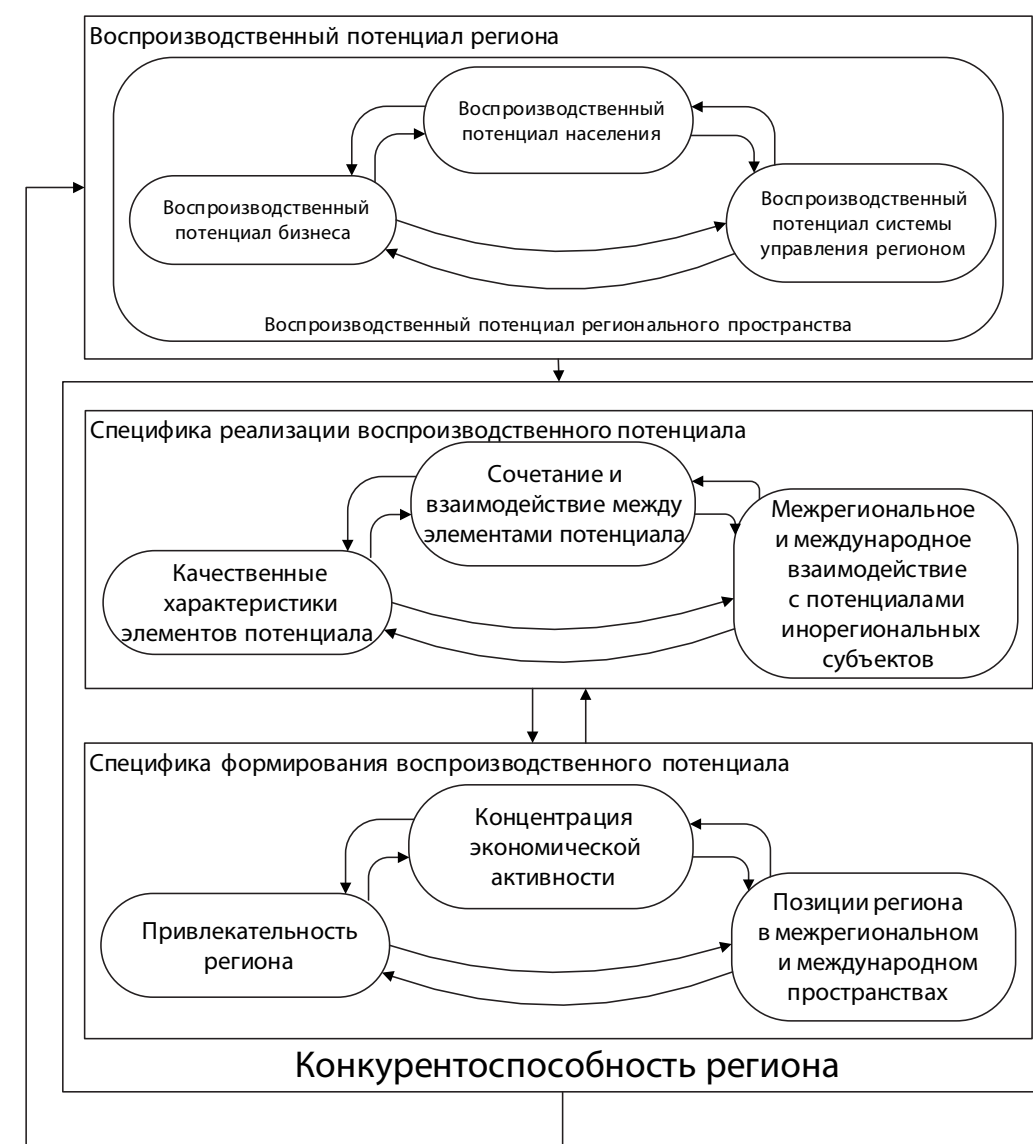 Воспроизводственный потенциал региона
Воспроизводственный
потенциал населения
Воспроизводственный
потенциал бизнеса
Воспроизводственный
потенциал системы
управления регионом
Воспроизводственный потенциал регионального пространства
Специфика реализации воспроизводственного потенциала
Сочетание и
взаимодействие между
элементами потенциала
Качественные
характеристики
элементов потенциала
Межрегиональное
и международное
взаимодействие
с потенциалами
инорегиональных
субъектов
Специфика формирования воспроизводственного потенциала
Концентрация
экономической
активности
Привлекательность
региона
Позиции региона
в межрегиональном
и международном
пространствах
Конкурентоспособность региона